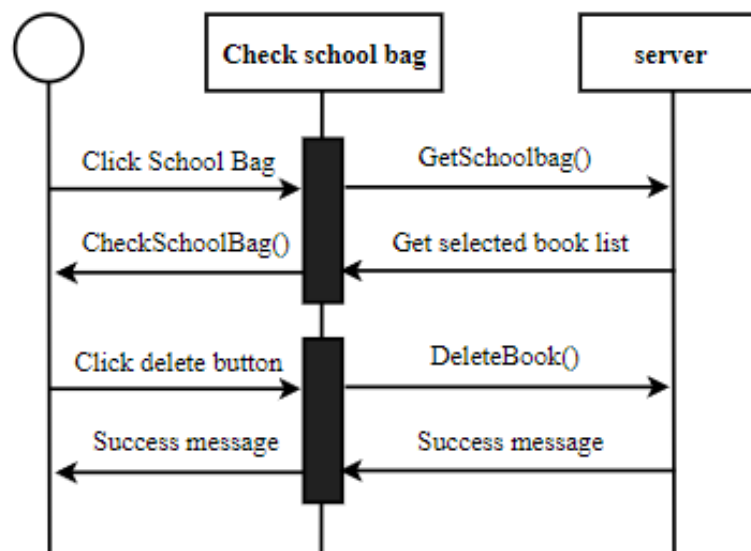 Check school bag
server
Click School Bag
GetSchoolbag()
CheckSchoolBag()
Get selected book list
Click delete button
DeleteBook()
Success message
Success message